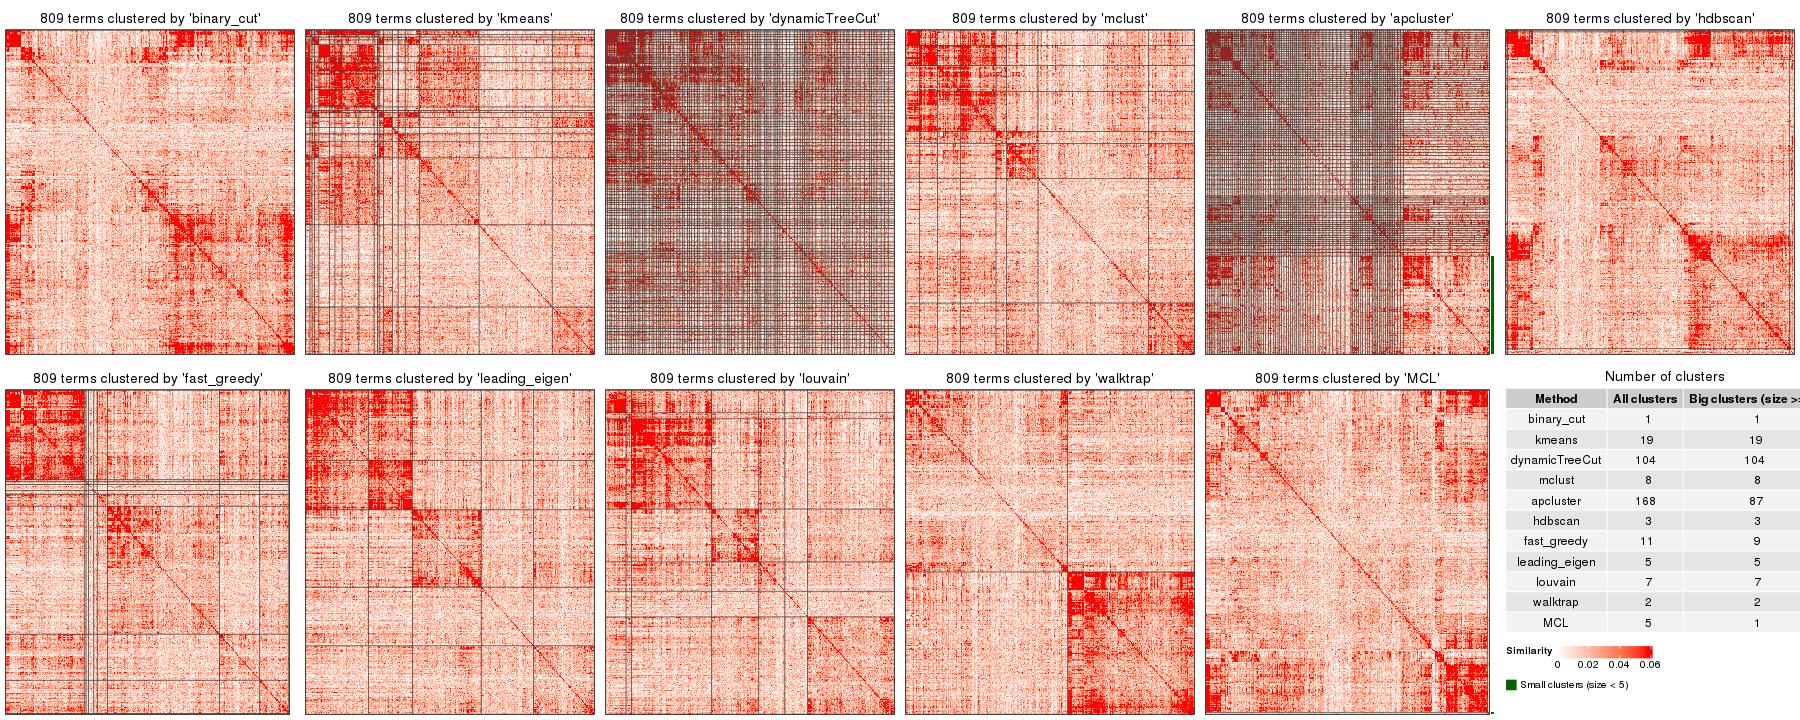 809 terms clustered by 'binary_cut'
809 terms clustered by 'kmeans'
809 terms clustered by 'dynamicTreeCut'
809 terms clustered by 'mclust'
809 terms clustered by 'apcluster'
809 terms clustered by 'hdbscan'
809 terms clustered by 'fast_greedy'
809 terms clustered by 'leading_eigen'
809 terms clustered by 'louvain'
809 terms clustered by 'walktrap'
809 terms clustered by 'MCL'
Number of clusters
Method All clusters Big clusters (size >=
binary_cut 1 1
kmeans 19 19
dynamicTreeCut 104 104
mclust 8 8
apcluster 168 87
hdbscan 3 3
fast_greedy 11 9
leading_eigen 5 5
louvain 7 7
walktrap 2 2
MCL 5 1
Similarity
0 0.02 0.04 0.06
Small clusters (size < 5)